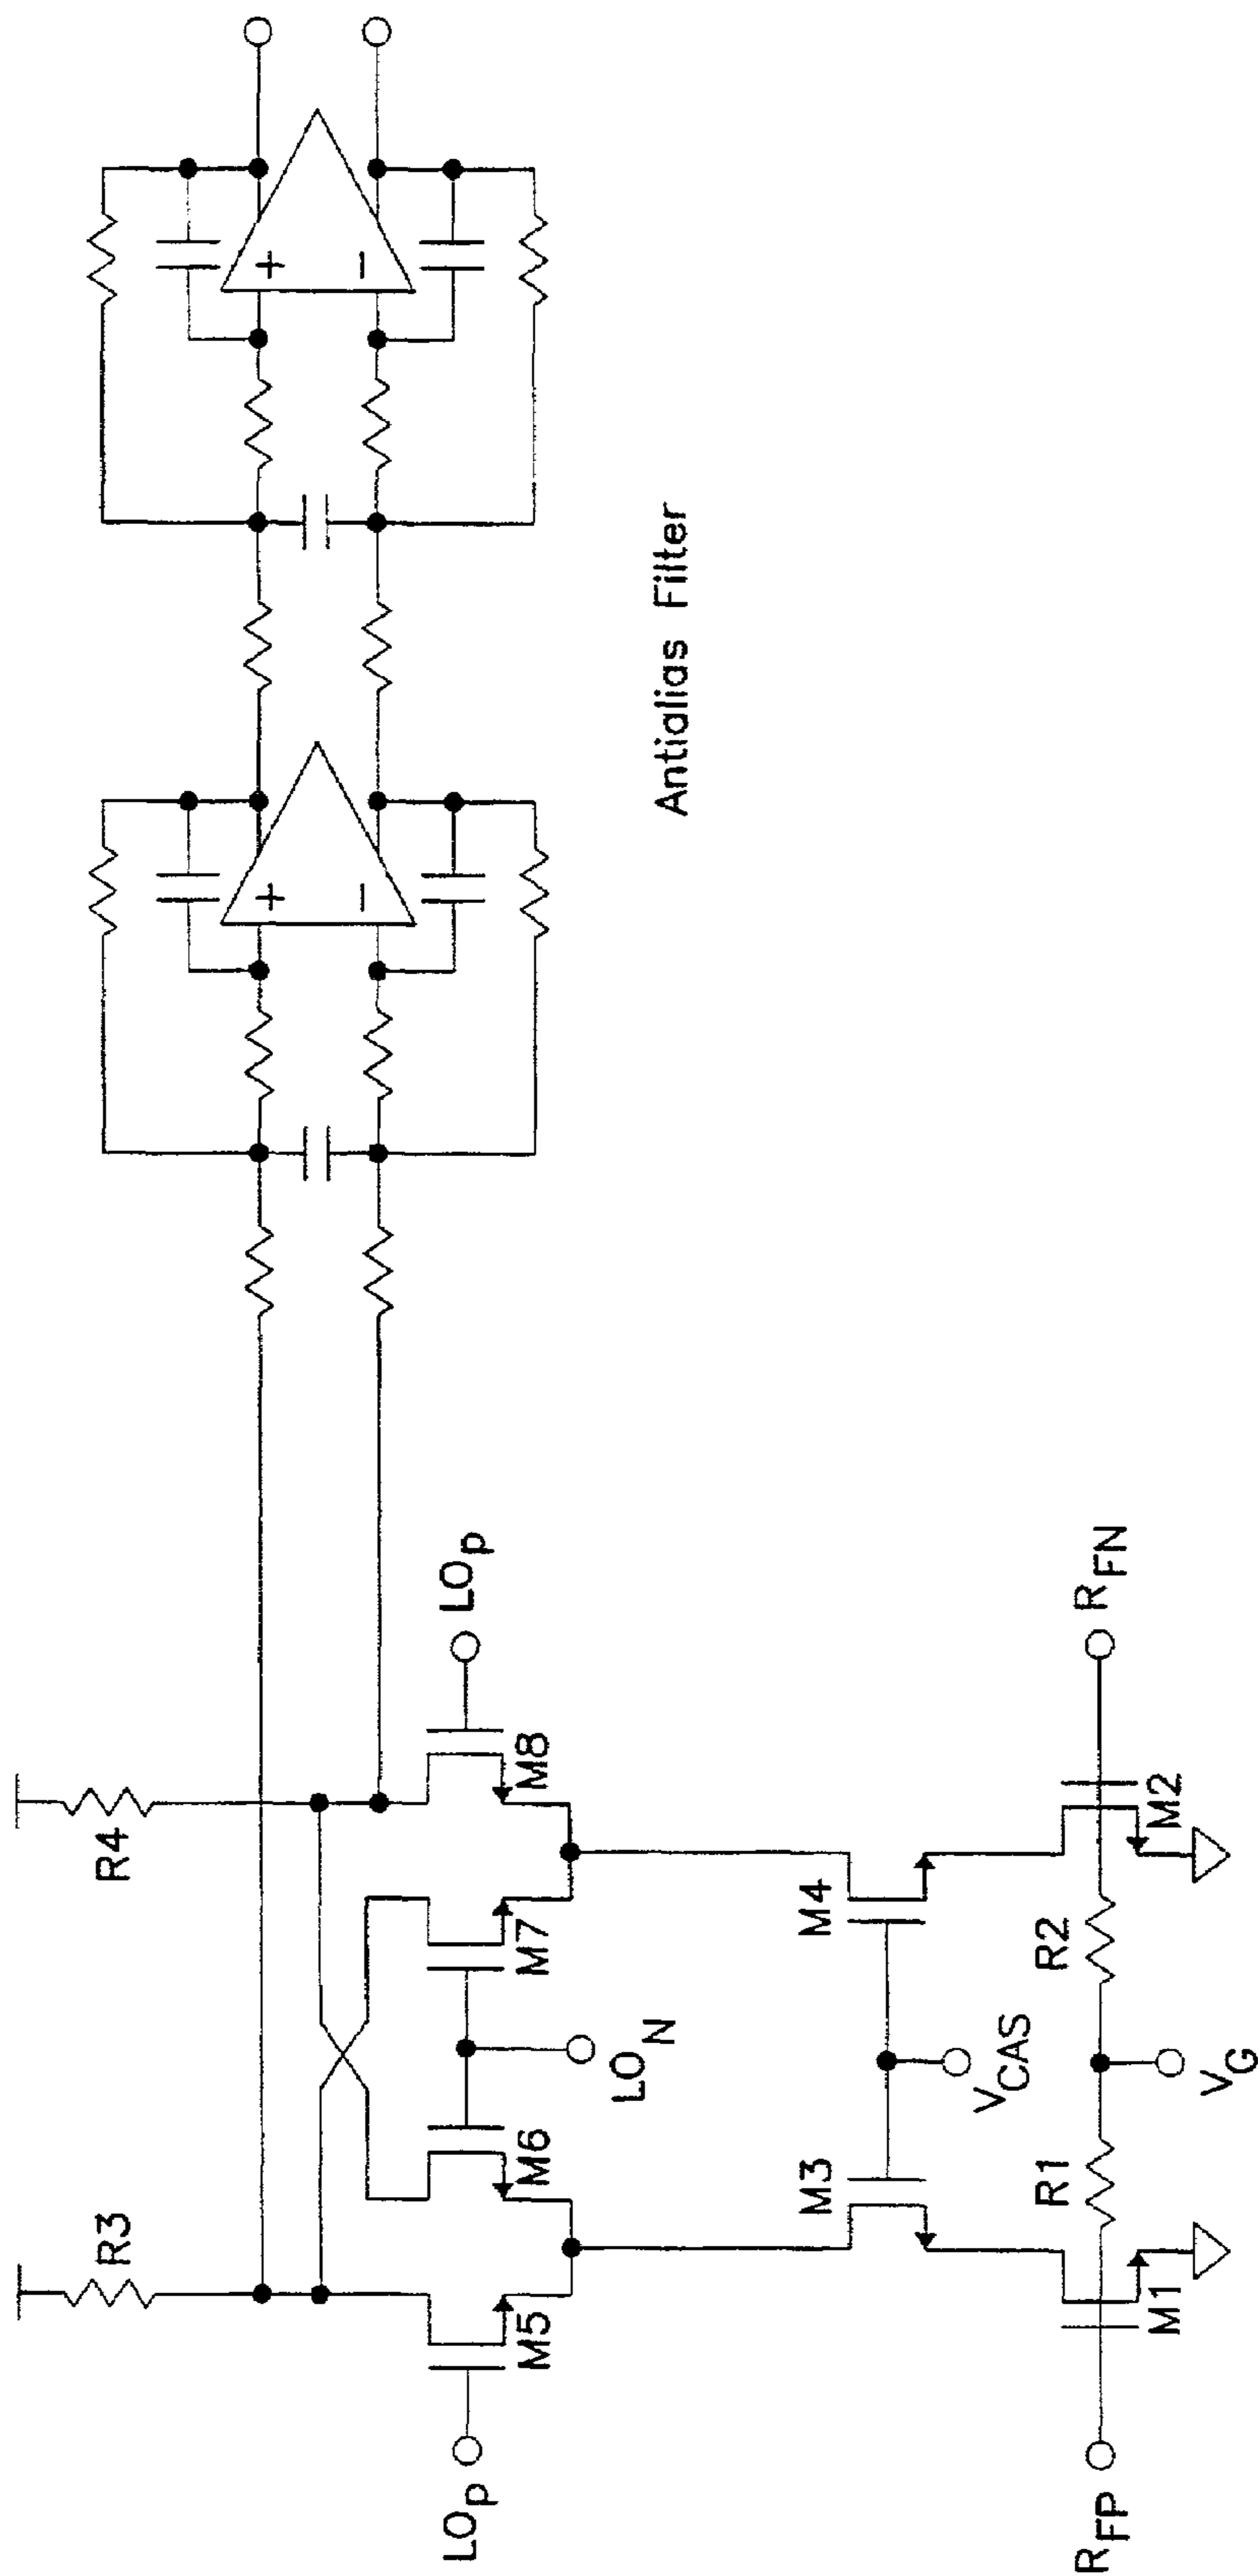 R3
R4
LOp
M5
M6
M7
M8
LOp
LON
M3
M4
VCAS
RFP
M1
R1
R2
M2
RFN
VG
+
−
+
−
Antialias Filter